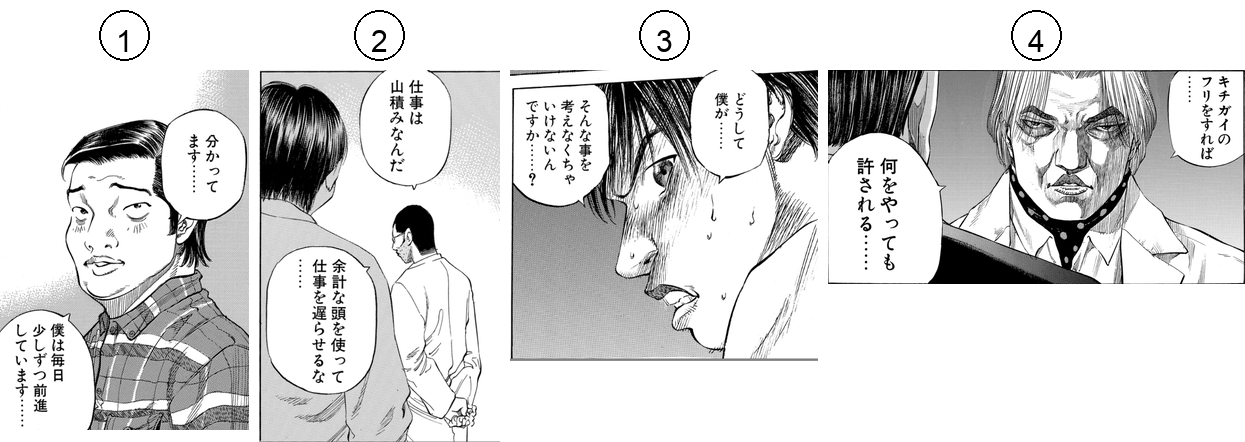 1
分かって
ます……
僕は毎日
少しずつ前進
しています……
2
仕事は
山積みなんだ
余計な頭を使って
仕事を遅らせるな
……
3
どうして
僕が……
そんな事を
考えなくちゃ
いけないん
ですか……?
4
キチガイの
フリをすれば
……
何をやっても
許される……